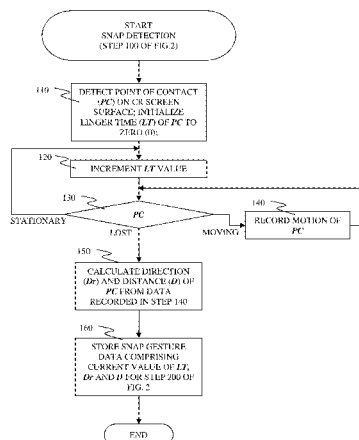 START
SNAP DETECTION
(STEP 100 OF FIG.2)
110
DETECT POINT OF CONTACT
(PC) ON CR SCREEN
SURFACE; INITIALIZE
LINGER TIME (LT) OF PC TO
ZERO (0);
120
INCREMENT LT VALUE
130
PC
STATIONARY
LOST
MOVING
140
RECORD MOTION OF
PC
150
CALCULATE DIRECTION
(Dr) AND DISTANCE (D) OF
PC FROM DATA
RECORDED IN STEP 140
160
STORE SNAP GESTURE
DATA COMPRISING
CURRENT VALUE OF LT,
Dr AND D FOR STEP 200 OF
FIG. 2
END